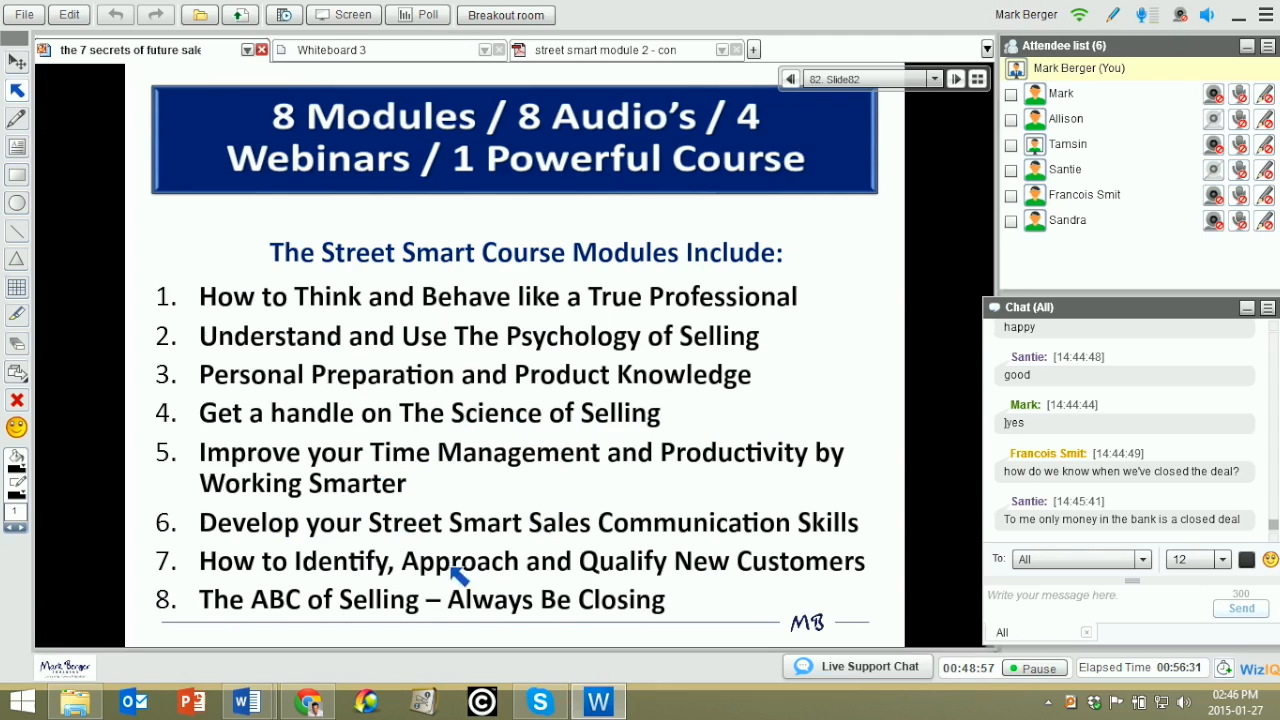 File
Edit
Screen
Poll
Breakout room
Mark Berger
the 7 secrets of future sale
Whiteboard 3
street smart module 2 - con
82. Slide82
8 Modules / 8 Audio's / 4
Webinars / 1 Powerful Course
The Street Smart Course Modules Include:
1. How to Think and Behave like a True Professional
2. Understand and Use The Psychology of Selling
3. Personal Preparation and Product Knowledge
4. Get a handle on The Science of Selling
5. Improve your Time Management and Productivity by
Working Smarter
6. Develop your Street Smart Sales Communication Skills
7. How to Identify, Approach and Qualify New Customers
8. The ABC of Selling – Always Be Closing
MB
Attendee list (6)
Mark Berger (You)
Mark
Allison
Tamsin
Santie
Francois Smit
Sandra
Chat (All)
happy
Santie: [14:44:48]
good
Mark: [14:44:44]
yes
Francois Smit: [14:44:49]
how do we know when we've closed the deal?
Santie: [14:45:41]
To me only money in the bank is a closed deal
To: All 12
Write your message here.
300
Send
All
1
Mark Berger
Live Support Chat
00:48:57
Pause
Elapsed Time 00:56:31
WizIQ
02:46 PM
2015-01-27